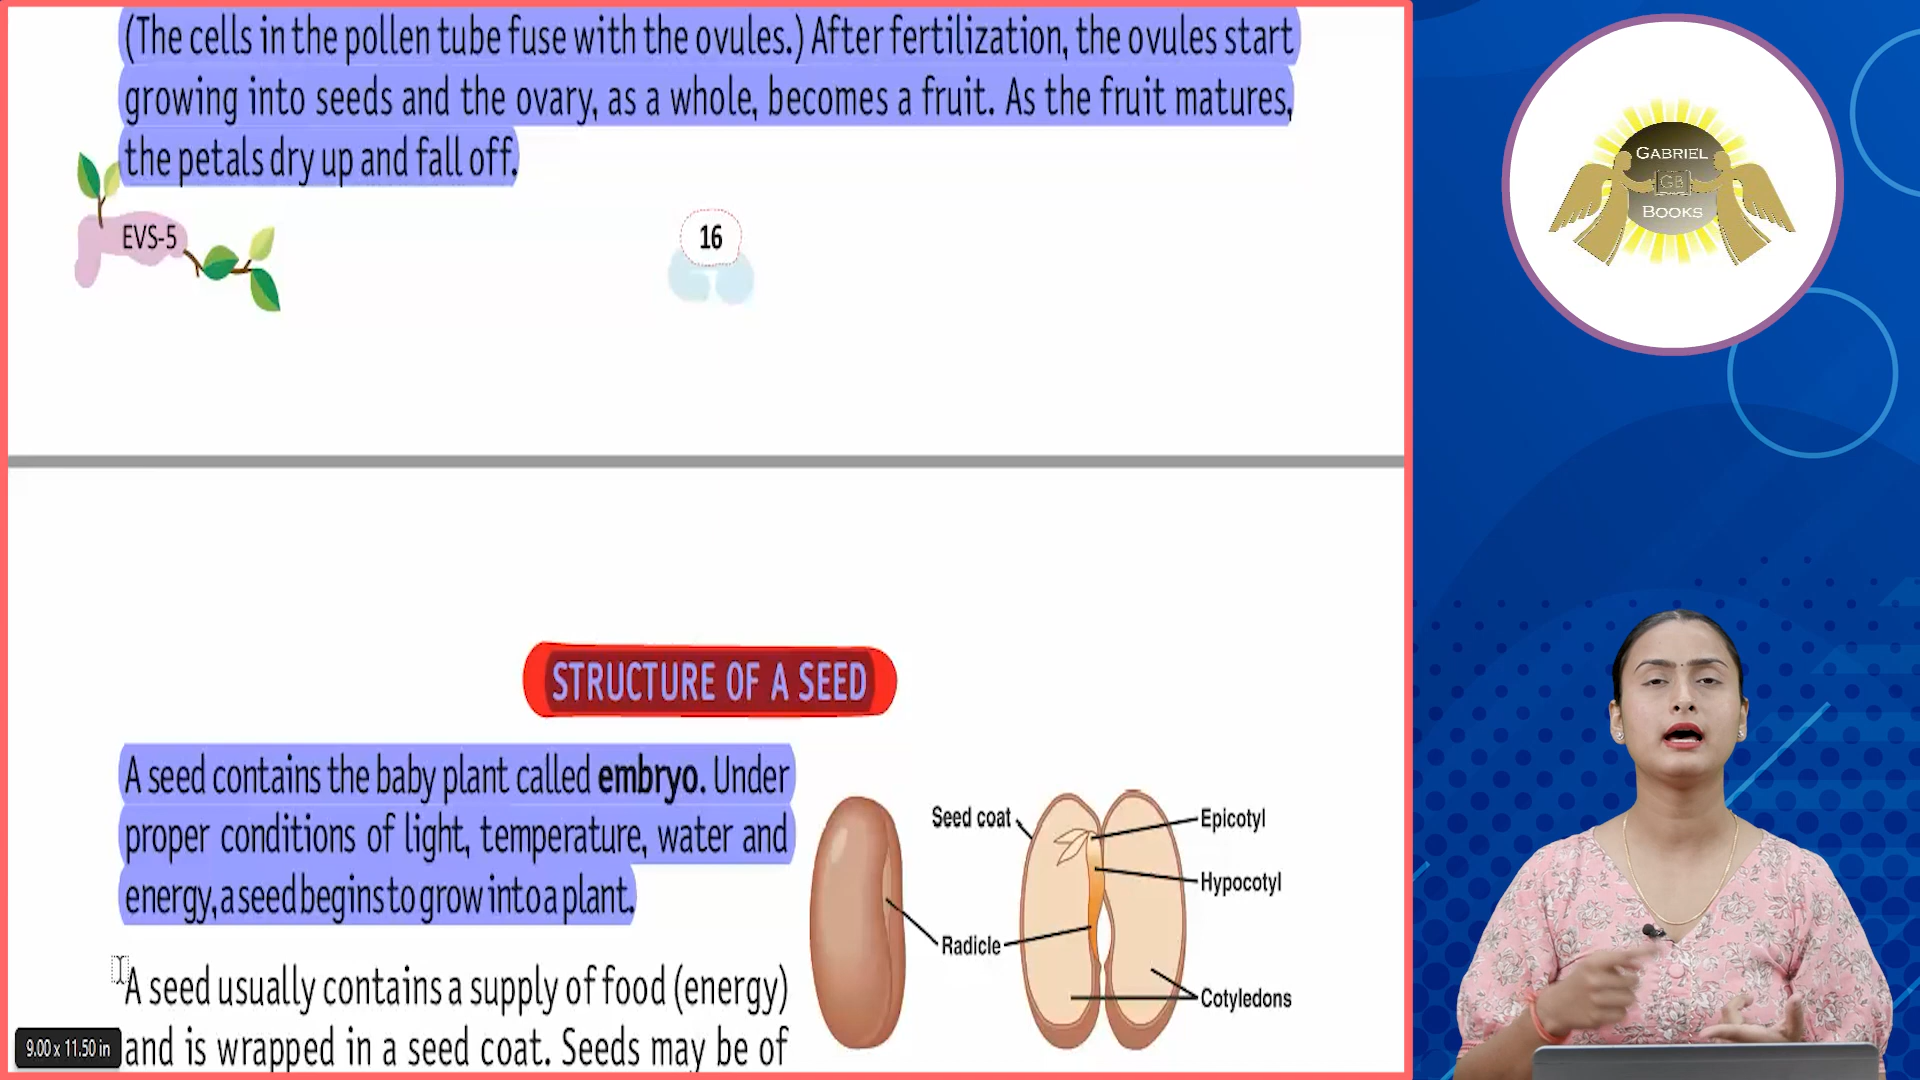 (The cells in the pollen tube fuse with the ovules.) After fertilization, the ovules start
growing into seeds and the ovary, as a whole, becomes a fruit. As the fruit matures,
the petals dry up and fall off.
EVS-5
16
STRUCTURE OF A SEED
A seed contains the baby plant called embryo. Under
proper conditions of light, temperature, water and
energy, a seed begins to grow into a plant.
A seed usually contains a supply of food (energy)
and is wrapped in a seed coat. Seeds may be of
Seed coat
Radicle
Epicotyl
Hypocotyl
Cotyledons
9.00 x 11.50 in
GABRIEL
GB
BOOKS